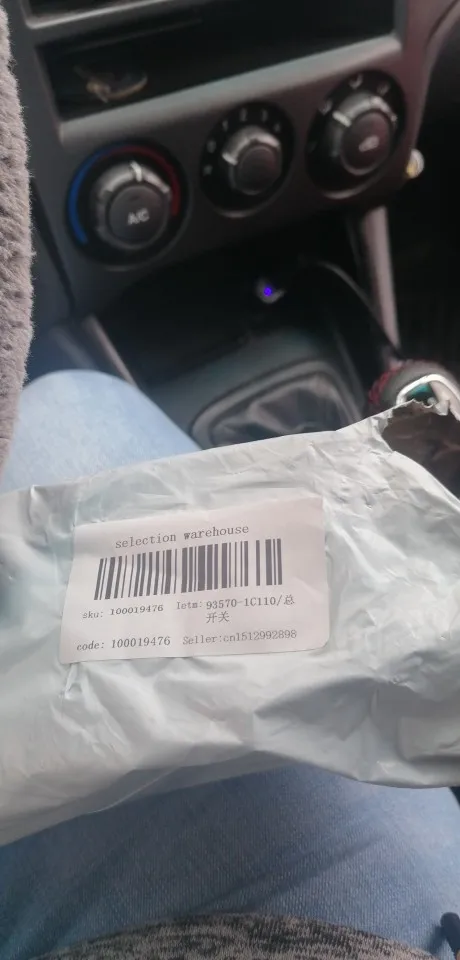 A/C
selection warehouse
sku: 100019476 Ietm: 93570-1C110/总
开关
code: 100019476 Seller:cn1512992898